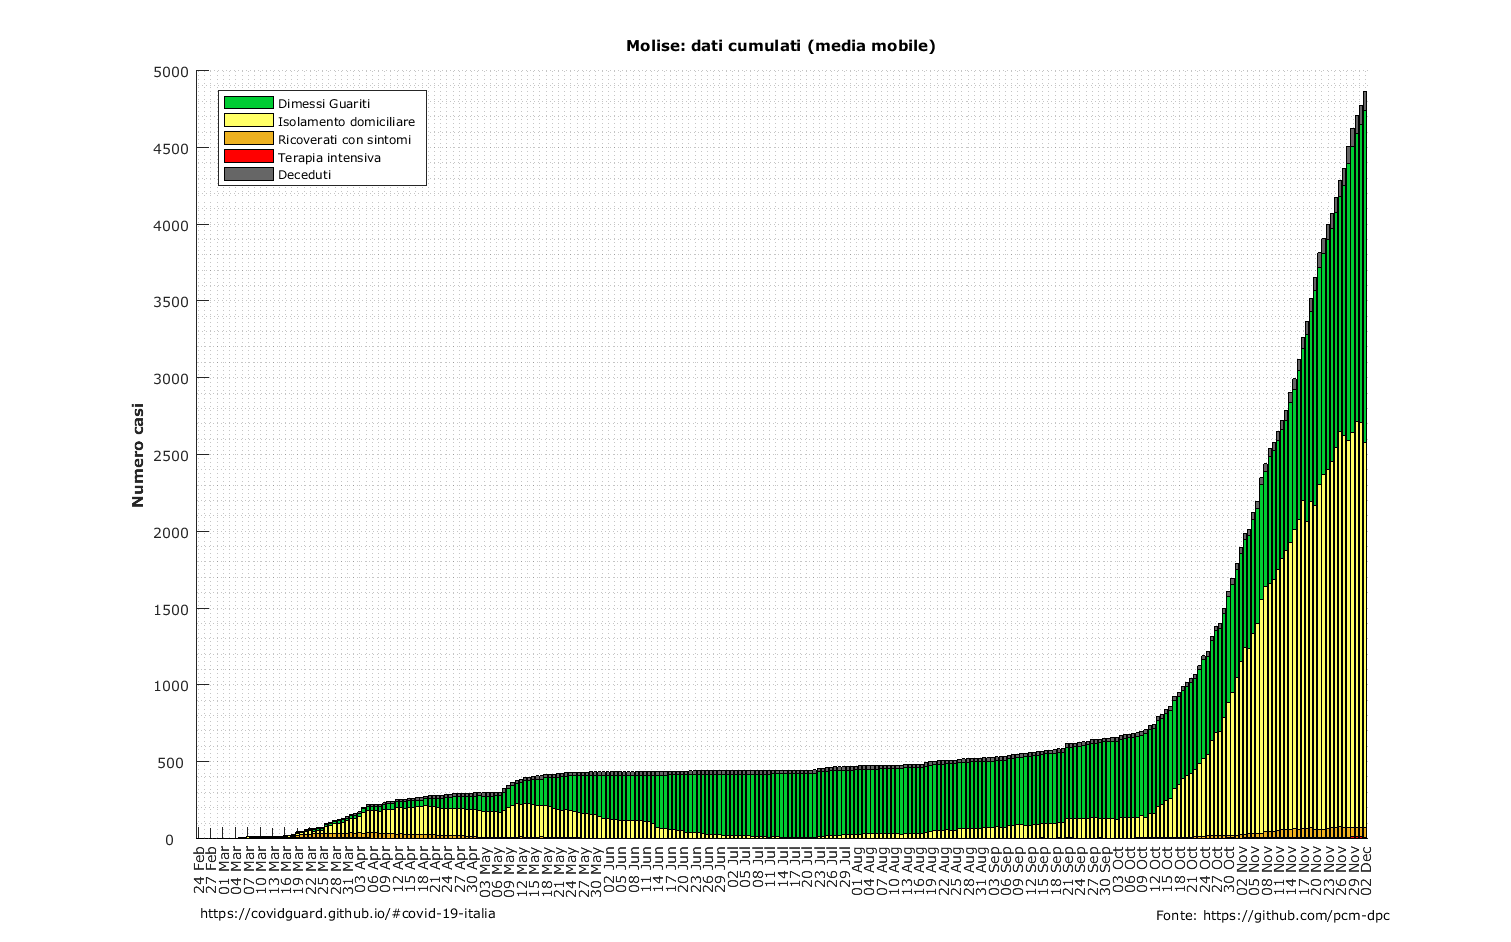 Molise: dati cumulati (media mobile)
5000
4500
4000
3500
3000
2500
2000
1500
1000
500
0
Numero casi
Dimessi Guariti
Isolamento domiciliare
Ricoverati con sintomi
Terapia intensiva
Deceduti
24 Feb
27 Feb
01 Mar
04 Mar
07 Mar
10 Mar
13 Mar
16 Mar
19 Mar
22 Mar
25 Mar
28 Mar
31 Mar
03 Apr
06 Apr
09 Apr
12 Apr
15 Apr
18 Apr
21 Apr
24 Apr
27 Apr
30 Apr
03 May
06 May
09 May
12 May
15 May
18 May
21 May
24 May
27 May
30 May
02 Jun
05 Jun
08 Jun
11 Jun
14 Jun
17 Jun
20 Jun
23 Jun
26 Jun
29 Jun
02 Jul
05 Jul
08 Jul
11 Jul
14 Jul
17 Jul
20 Jul
23 Jul
26 Jul
29 Jul
01 Aug
04 Aug
07 Aug
10 Aug
13 Aug
16 Aug
19 Aug
22 Aug
25 Aug
28 Aug
31 Aug
03 Sep
06 Sep
09 Sep
12 Sep
15 Sep
18 Sep
21 Sep
24 Sep
27 Sep
30 Sep
03 Oct
06 Oct
09 Oct
12 Oct
15 Oct
18 Oct
21 Oct
24 Oct
27 Oct
30 Oct
02 Nov
05 Nov
08 Nov
11 Nov
14 Nov
17 Nov
20 Nov
23 Nov
26 Nov
29 Nov
02 Dec
https://covidguard.github.io/#covid-19-italia
Fonte: https://github.com/pcm-dpc